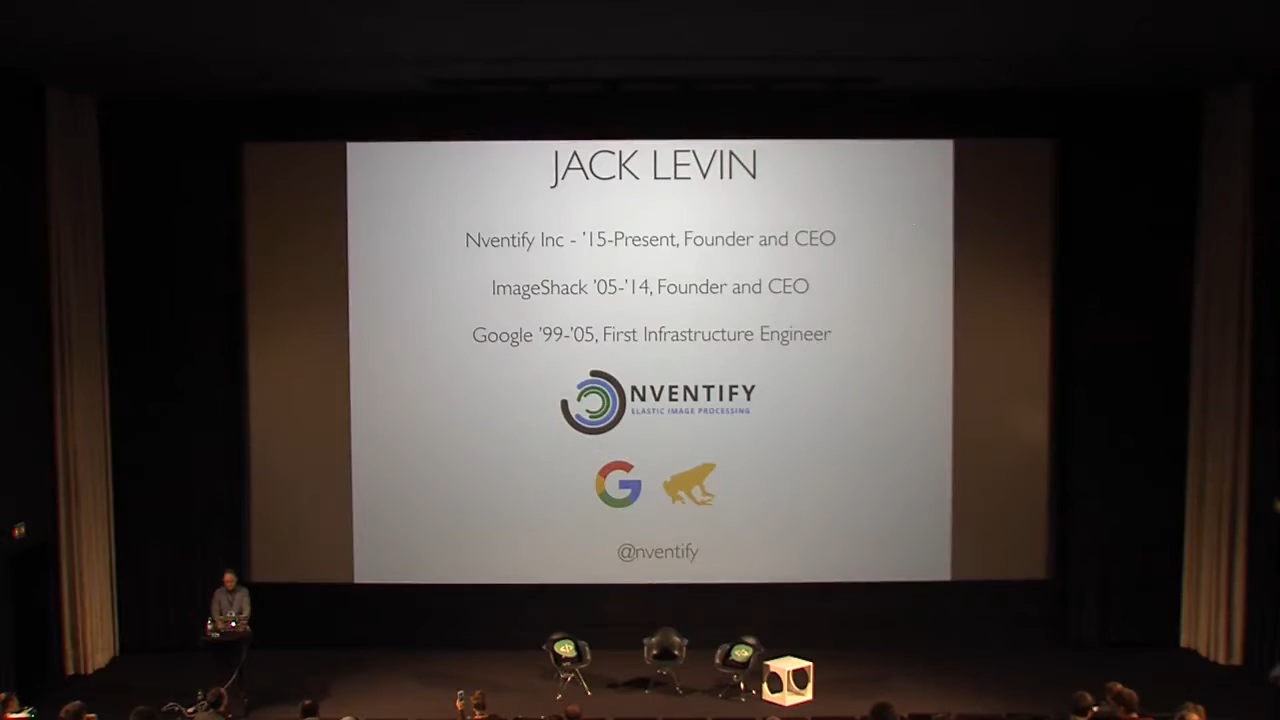 JACK LEVIN
Nventify Inc - '15-Present, Founder and CEO
ImageShack '05-'14, Founder and CEO
Google '99-'05, First Infrastructure Engineer
NVENTIFY
ELASTIC IMAGE PROCESSING
G
@nventify